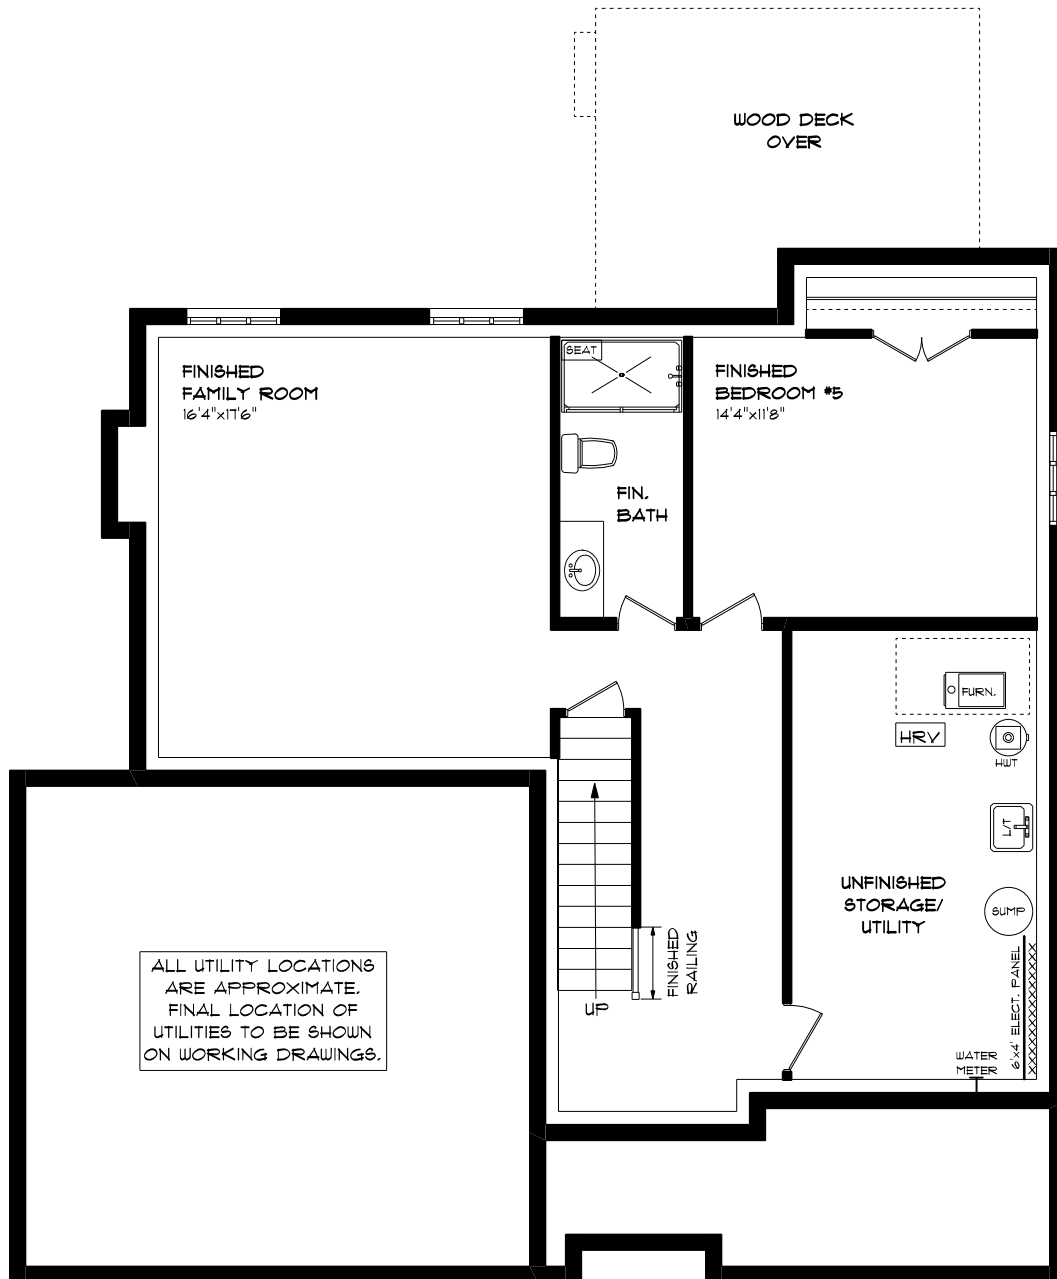 WOOD DECK
OVER
FINISHED
FAMILY ROOM
16'4"x17'6"
SEAT
FINISHED
BEDROOM #5
14'4"x11'8"
FIN.
BATH
FURN.
HRV
HWT
L/T
UNFINISHED
STORAGE/
UTILITY
SUMP
FINISHED
RAILING
UP
6'x4' ELECT. PANEL
WATER
METER
ALL UTILITY LOCATIONS
ARE APPROXIMATE.
FINAL LOCATION OF
UTILITIES TO BE SHOWN
ON WORKING DRAWINGS.